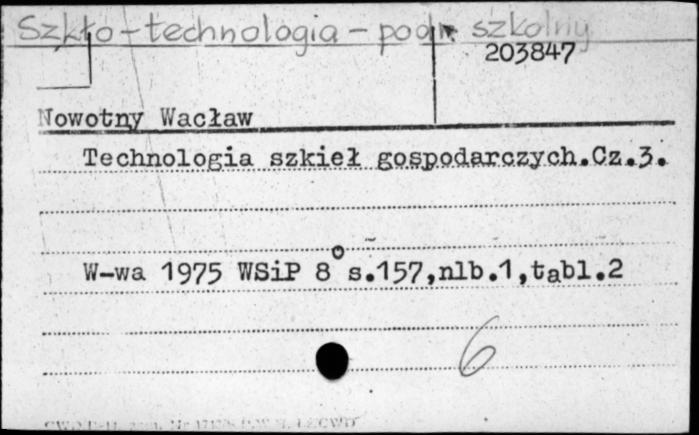 Szkło - technologia - podr. szkolny
203847
Nowotny Wacław
Technologia szkieł gospodarczych.Cz.3.
W-wa 1975 WSiP 8° s.157,nlb.1,tabl.2
6